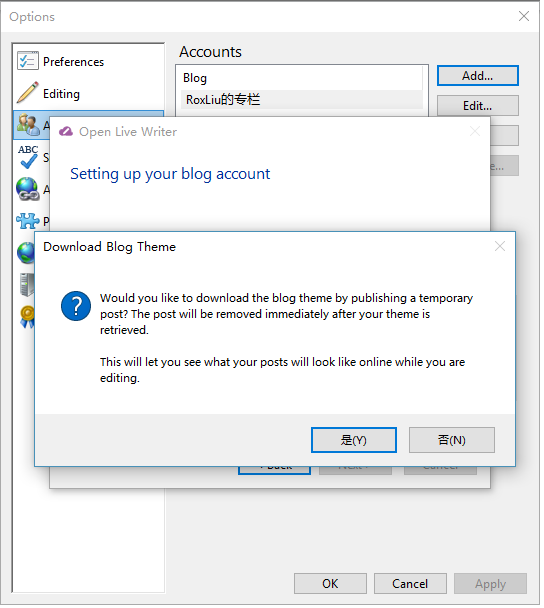 Options
Accounts
Preferences
Blog
Add...
Editing
RoxLiu的专栏
Edit...
A
Open Live Writer
ABC
S
Setting up your blog account
A
P
Download Blog Theme
?
Would you like to download the blog theme by publishing a temporary
post? The post will be removed immediately after your theme is
retrieved.
This will let you see what your posts will look like online while you are
editing.
是(Y)
否(N)
OK
Cancel
Apply